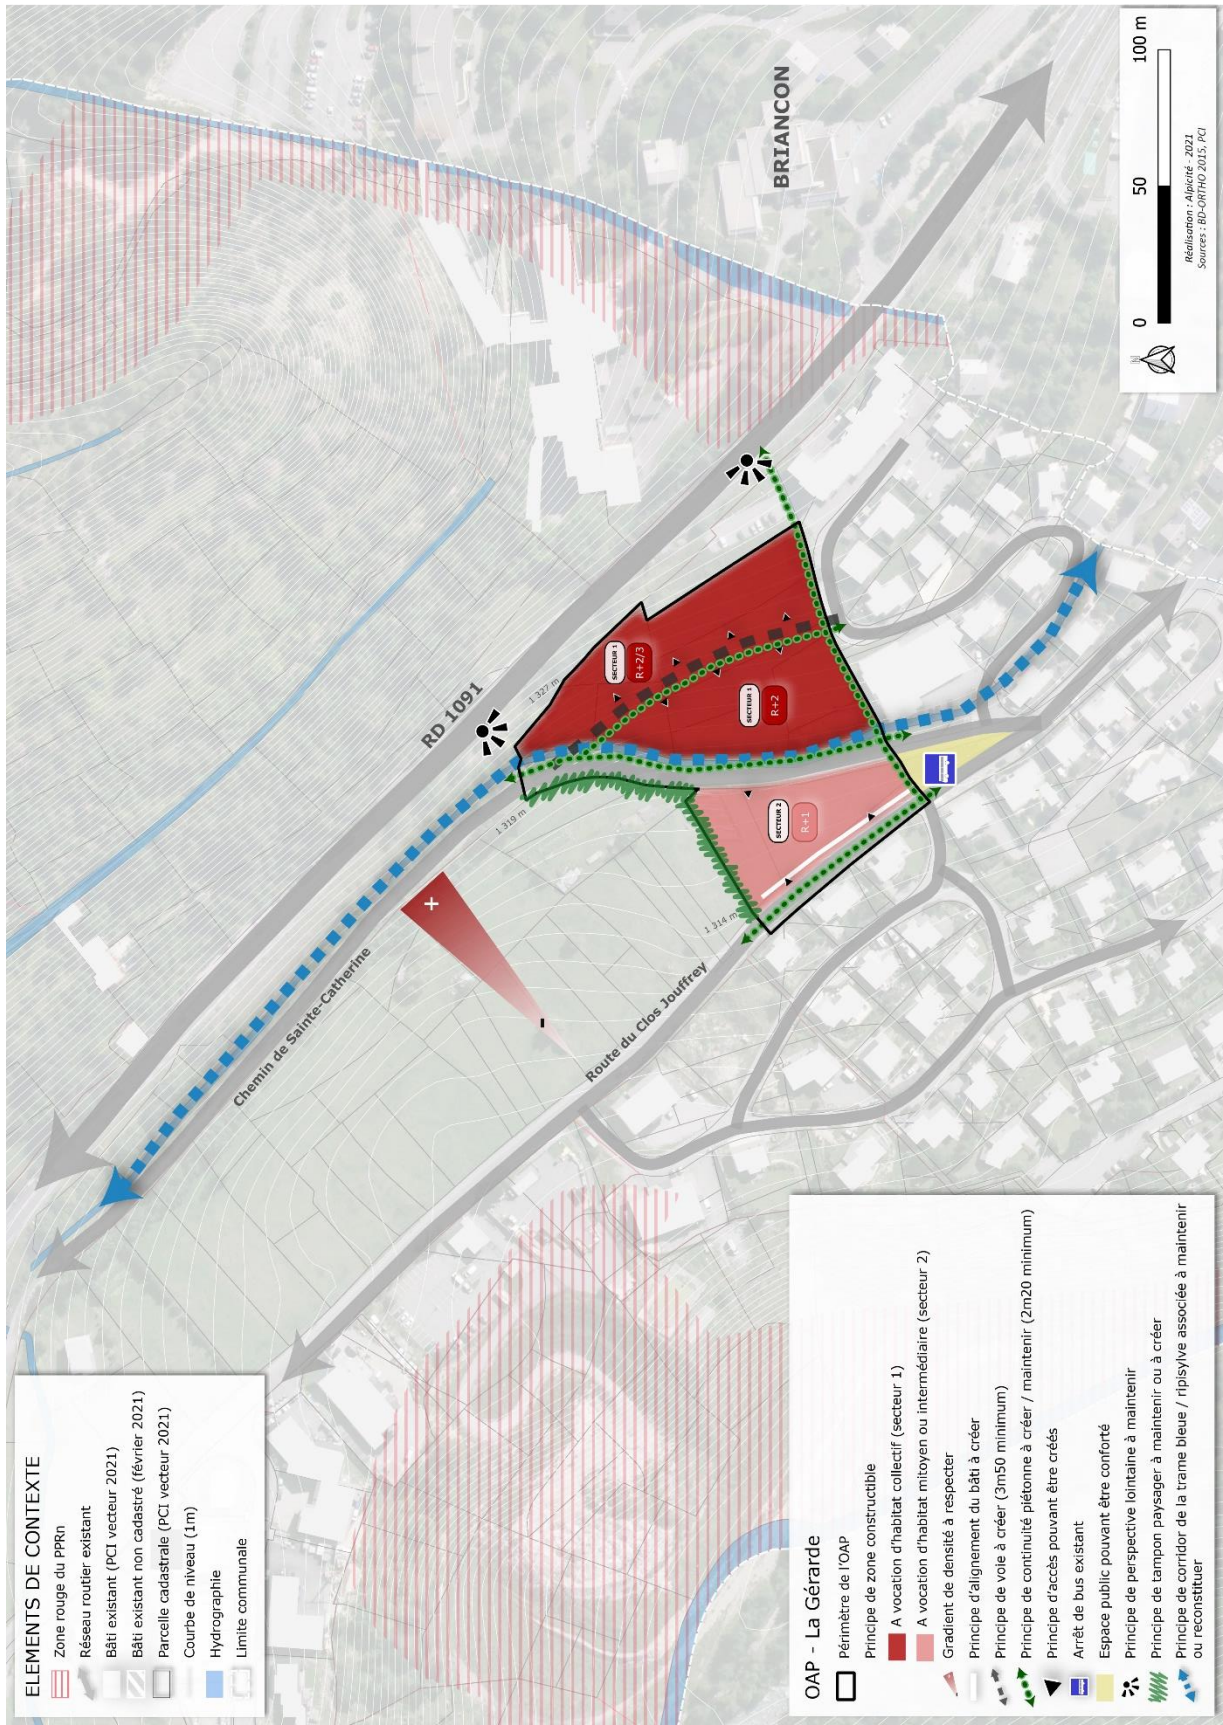 ELEMENTS DE CONTEXTE
Zone rouge du PPRn
Réseau routier existant
Bâti existant (PCI vecteur 2021)
Bâti existant non cadastré (février 2021)
Parcelle cadastrale (PCI vecteur 2021)
Courbe de niveau (1m)
Hydrographie
Limite communale
RD 1091
BRIANCON
Chemin de Sainte-Catherine
Route du Clos Jouffrey
1 327 m
1 319 m
1 314 m
SECTEUR 1
R+2/3
SECTEUR 1
R+2
SECTEUR 2
R+1
+
-
OAP - La Gérarde
Périmètre de l'OAP
Principe de zone constructible
A vocation d'habitat collectif (secteur 1)
A vocation d'habitat mitoyen ou intermédiaire (secteur 2)
Gradient de densité à respecter
Principe d'alignement du bâti à créer
Principe de voie à créer (3m50 minimum)
Principe de continuité piétonne à créer / maintenir (2m20 minimum)
Principe d'accès pouvant être créés
Arrêt de bus existant
Espace public pouvant être conforté
Principe de perspective lointaine à maintenir
Principe de tampon paysager à maintenir ou à créer
Principe de corridor de la trame bleue / ripisylve associée à maintenir
ou reconstituer
0 50 100 m
Réalisation : Alpicité - 2021
Sources : BD-ORTHO 2015, PCI